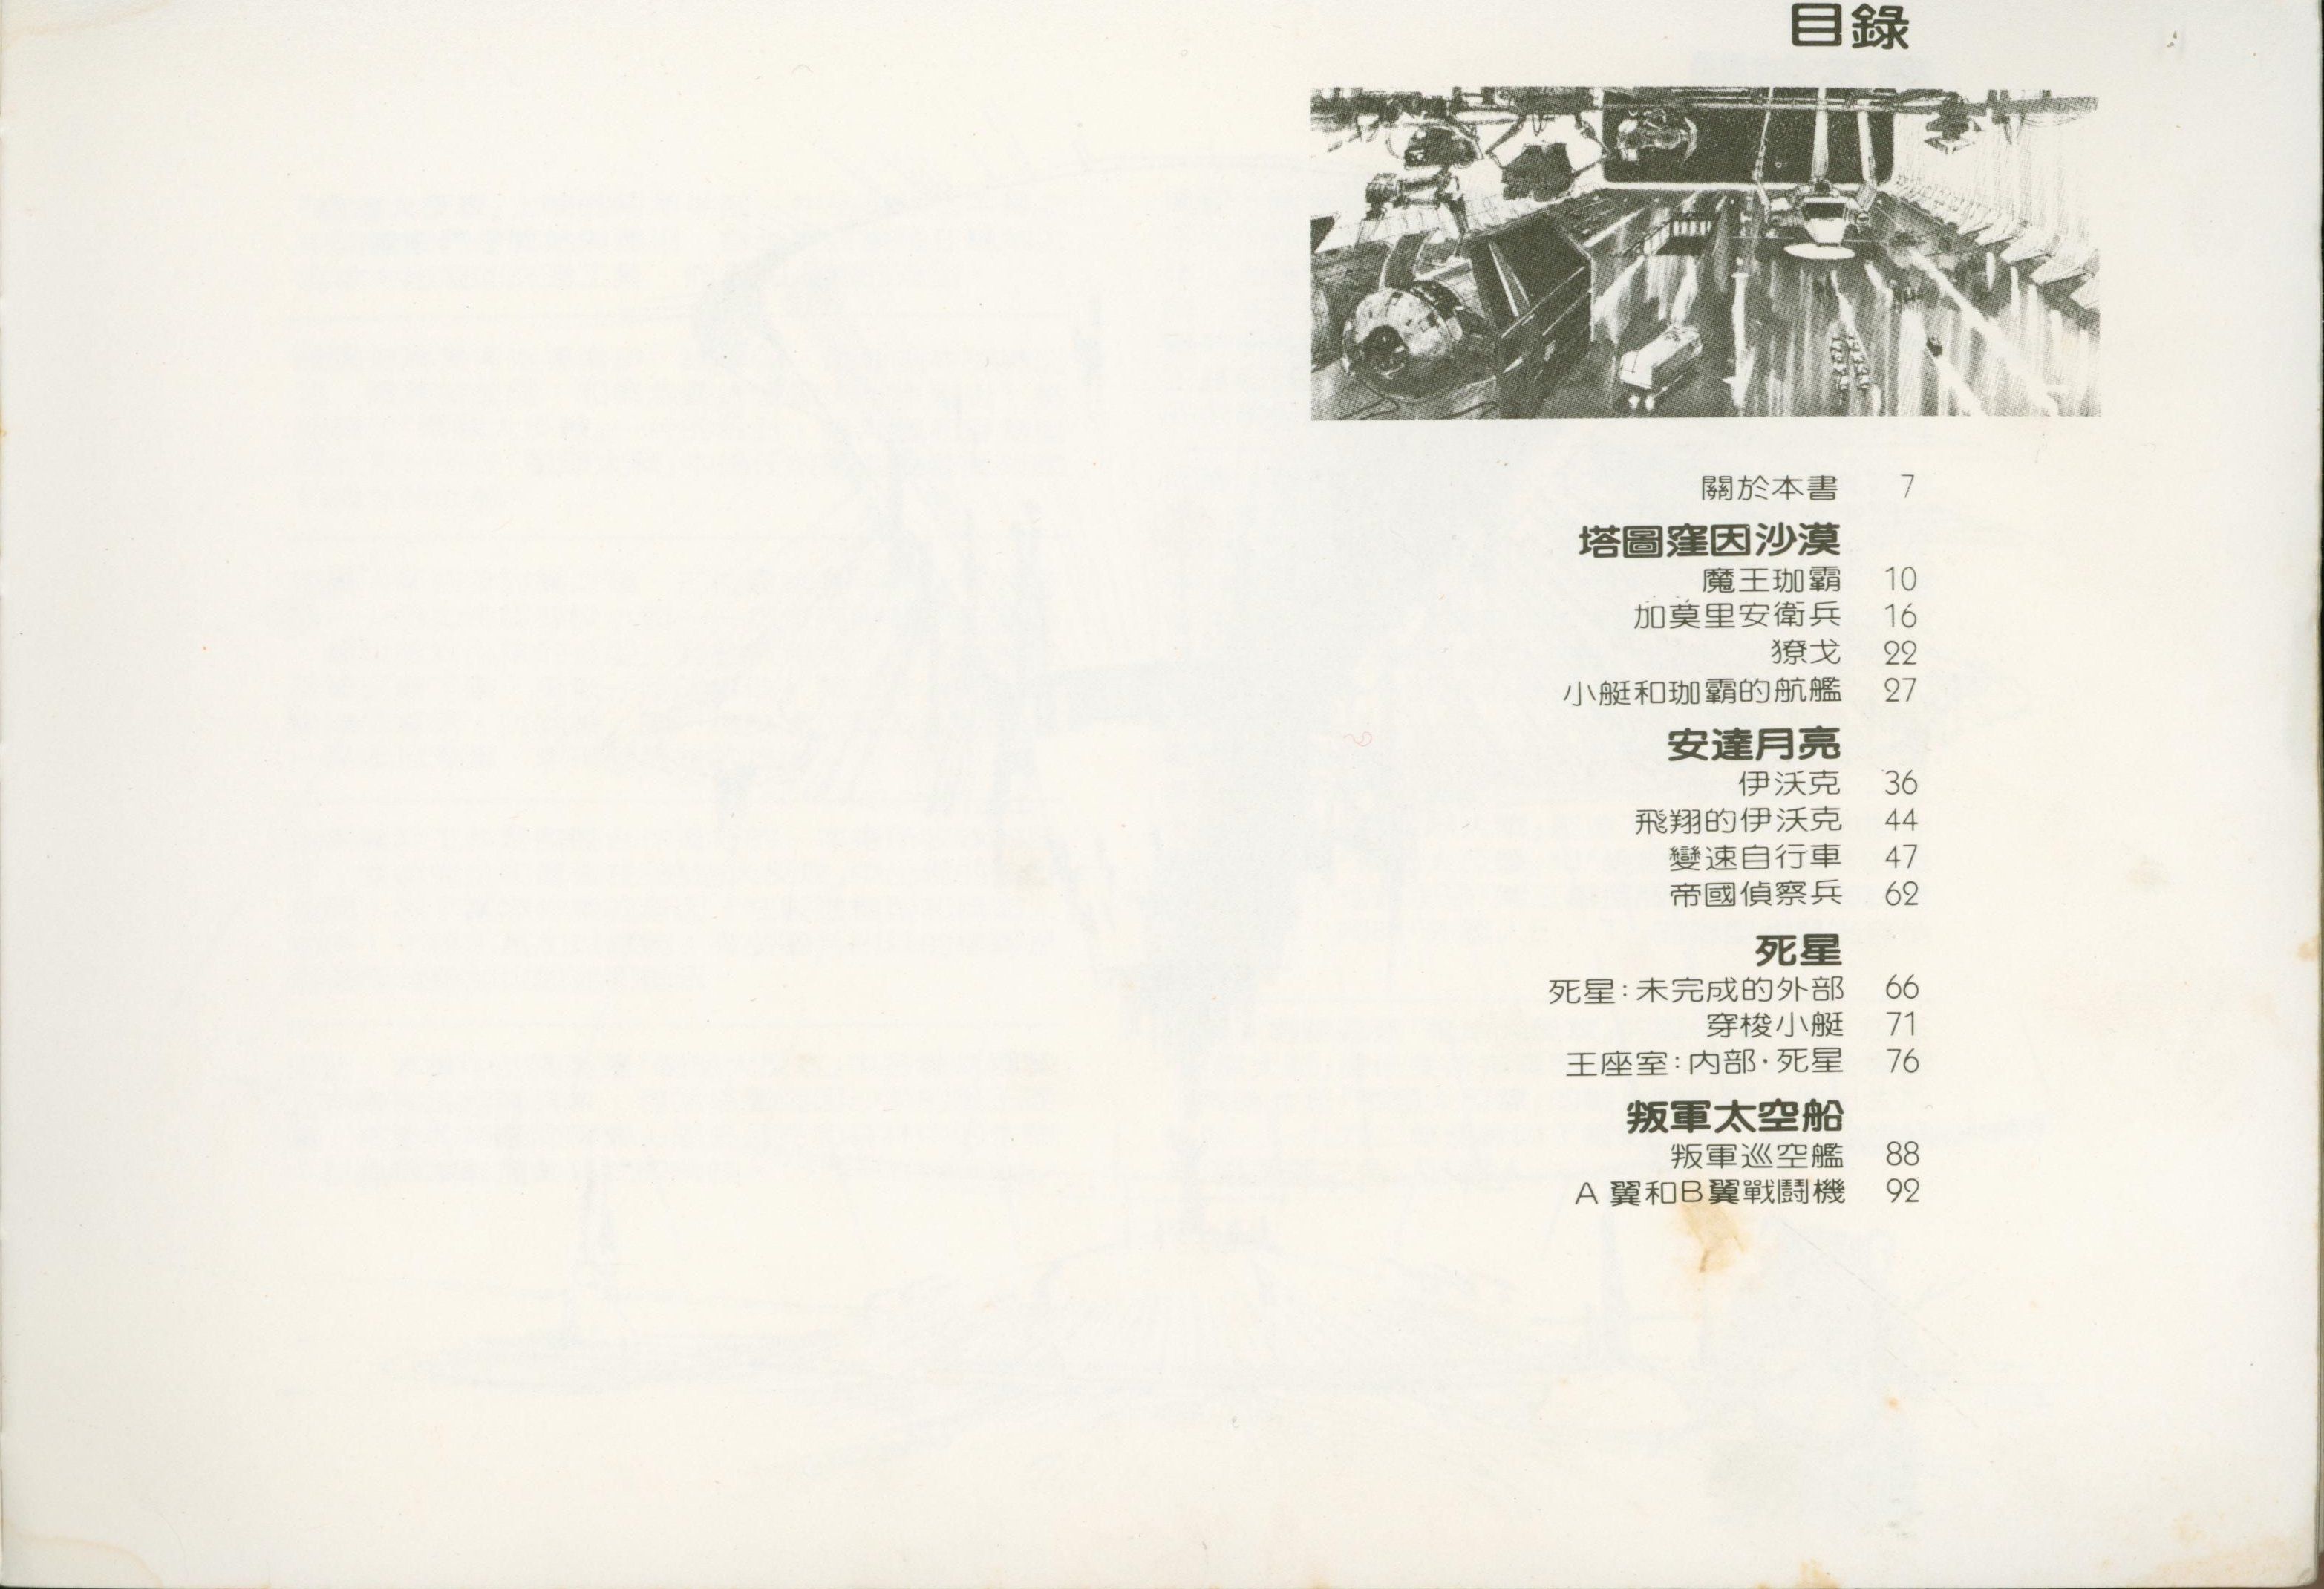 目錄
關於本書 7
塔圖窪因沙漠
魔王珈霸 10
加莫里安衛兵 16
獠戈 22
小艇和珈霸的航艦 27
安達月亮
伊沃克 36
飛翔的伊沃克 44
變速自行車 47
帝國偵察兵 62
死星
死星:未完成的外部 66
穿梭小艇 71
王座室:內部·死星 76
叛軍太空船
叛軍巡空艦 88
A翼和B翼戰鬪機 92